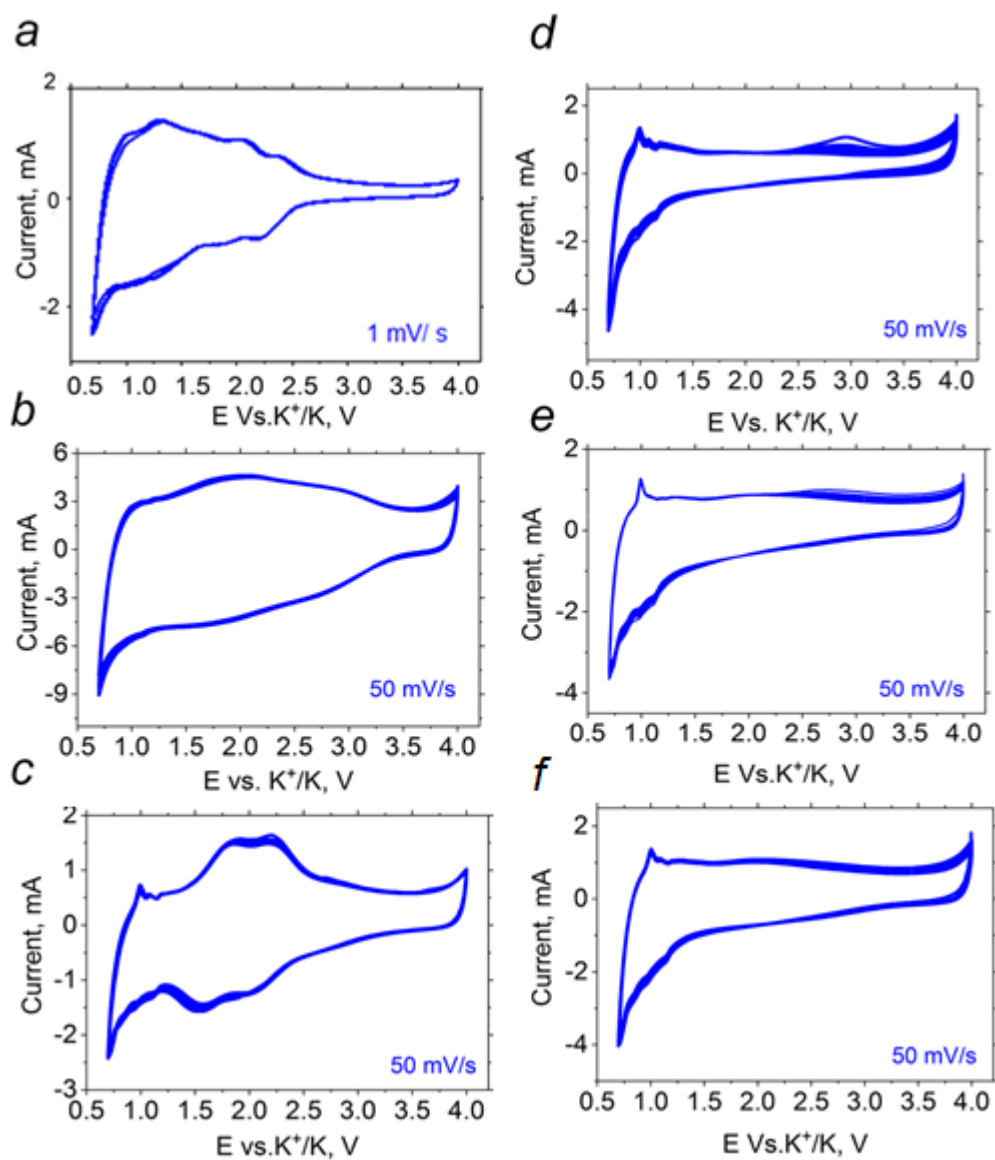 a
2
0
-2
Current, mA
1 mV/ s
0.5 1.0 1.5 2.0 2.5 3.0 3.5 4.0
E Vs.K⁺/K, V
b
6
3
0
-3
-6
-9
Current, mA
50 mV/s
0.5 1.0 1.5 2.0 2.5 3.0 3.5 4.0
E vs. K⁺/K, V
c
2
1
0
-1
-2
-3
Current, mA
50 mV/s
0.5 1.0 1.5 2.0 2.5 3.0 3.5 4.0
E vs.K⁺/K, V
d
2
0
-2
-4
Current, mA
50 mV/s
0.5 1.0 1.5 2.0 2.5 3.0 3.5 4.0
E Vs. K⁺/K, V
e
2
0
-2
-4
Current, mA
50 mV/s
0.5 1.0 1.5 2.0 2.5 3.0 3.5 4.0
E Vs.K⁺/K, V
f
2
0
-2
-4
Current, mA
50 mV/s
0.5 1.0 1.5 2.0 2.5 3.0 3.5 4.0
E Vs.K⁺/K, V